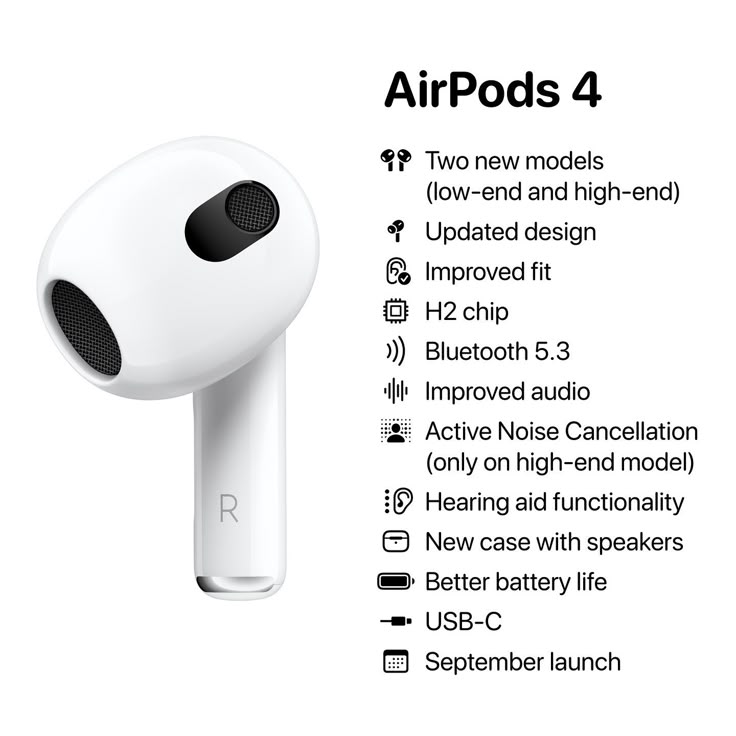 AirPods 4
Two new models
(low-end and high-end)
Updated design
Improved fit
H2 chip
Bluetooth 5.3
Improved audio
Active Noise Cancellation
(only on high-end model)
Hearing aid functionality
New case with speakers
Better battery life
USB-C
September launch
R